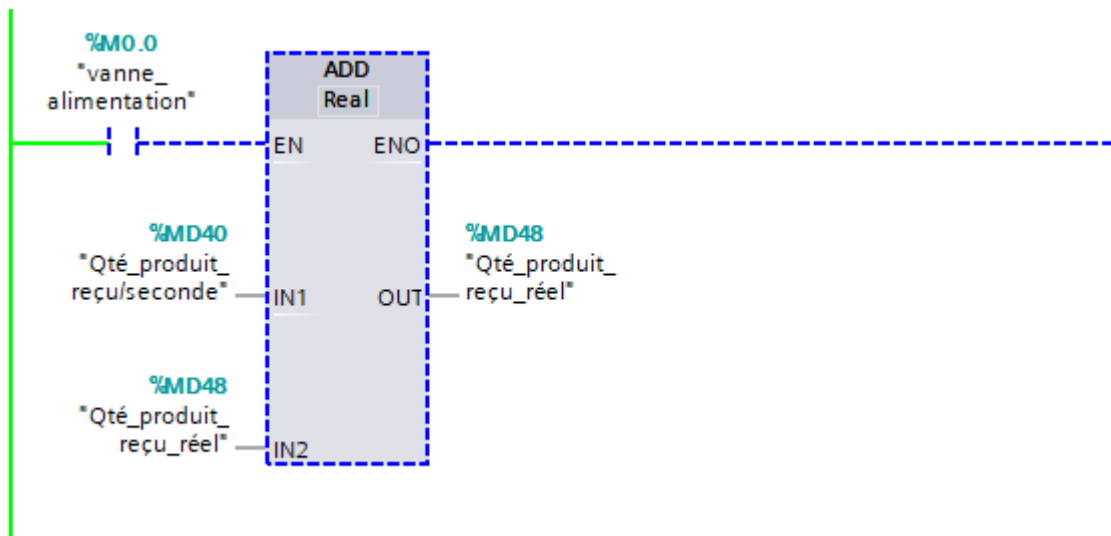 %M0.0
"vanne_
alimentation"
ADD
Real
EN
ENO
%MD40
"Qté_produit_
reçu/seconde"
IN1
OUT
%MD48
"Qté_produit_
reçu_réel"
%MD48
"Qté_produit_
reçu_réel"
IN2